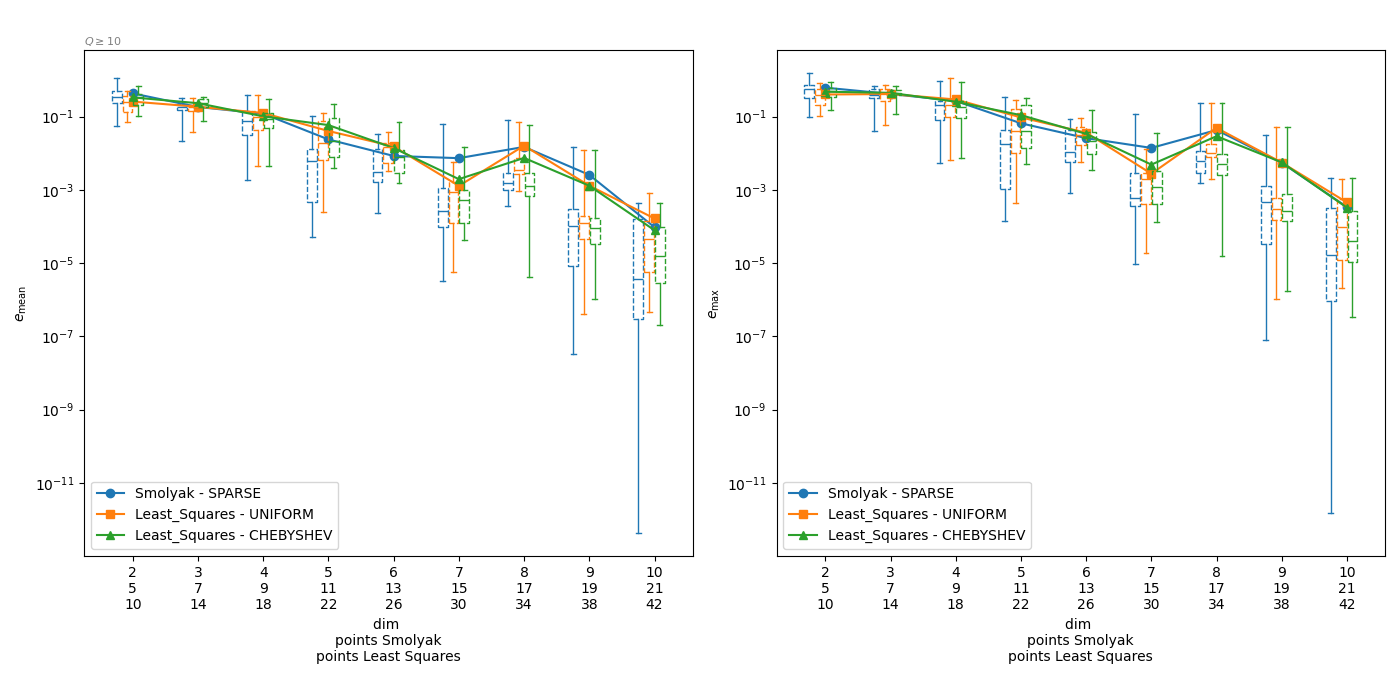 Q ≥ 10
e_mean
10⁻¹
10⁻³
10⁻⁵
10⁻⁷
10⁻⁹
10⁻¹¹
Smolyak - SPARSE
Least_Squares - UNIFORM
Least_Squares - CHEBYSHEV
2 3 4 5 6 7 8 9 10
5 7 9 11 13 15 17 19 21
10 14 18 22 26 30 34 38 42
dim
points Smolyak
points Least Squares
e_max
10⁻¹
10⁻³
10⁻⁵
10⁻⁷
10⁻⁹
10⁻¹¹
Smolyak - SPARSE
Least_Squares - UNIFORM
Least_Squares - CHEBYSHEV
2 3 4 5 6 7 8 9 10
5 7 9 11 13 15 17 19 21
10 14 18 22 26 30 34 38 42
dim
points Smolyak
points Least Squares